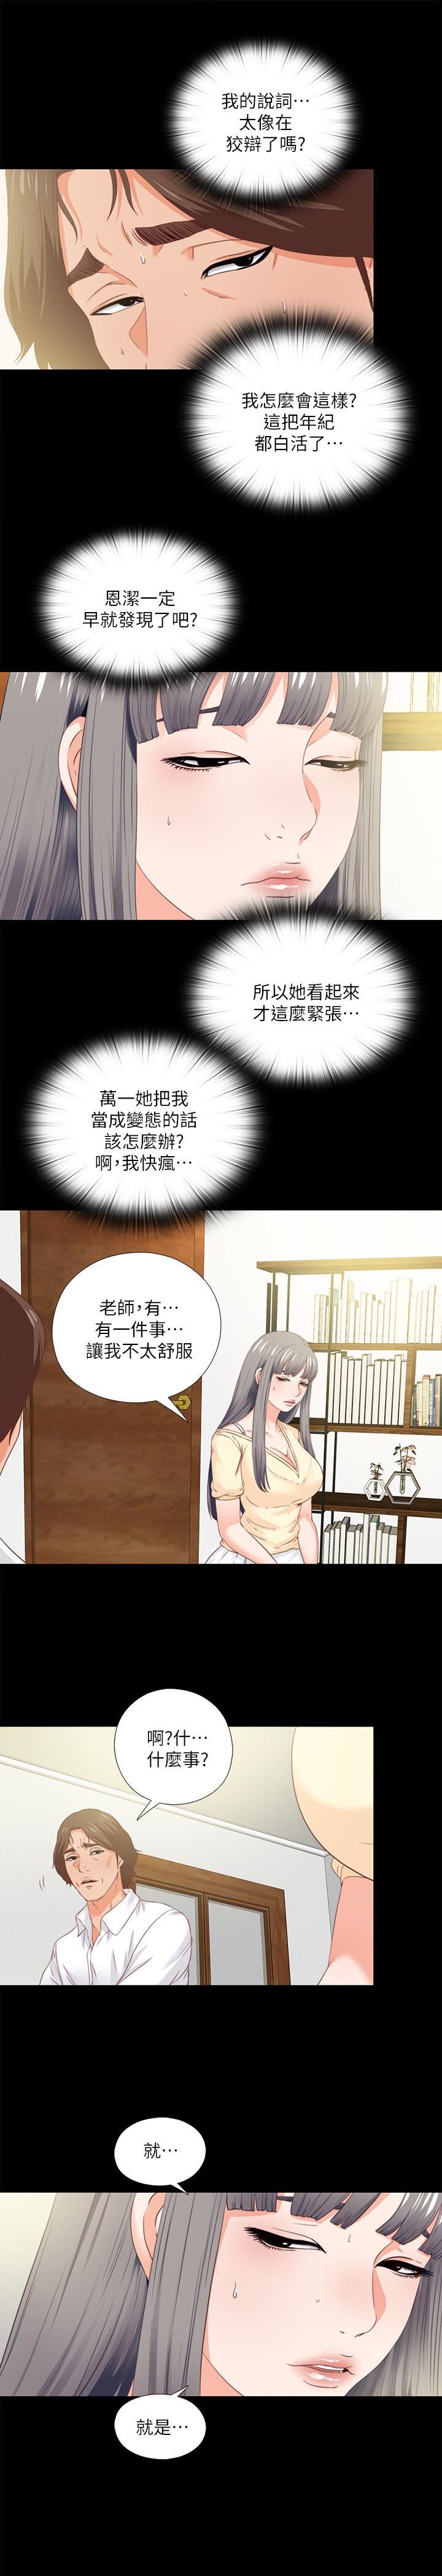 我的說詞⋯
太像在
狡辯了嗎?
我怎麼會這樣?
這把年紀
都白活了⋯
恩潔一定
早就發現了吧?
所以她看起來
才這麼緊張⋯
萬一她把我
當成變態的話
該怎麼辦?
啊,我快瘋⋯
老師,有⋯
有一件事⋯
讓我不太舒服
啊?什⋯
什麼事?
就⋯
就是⋯